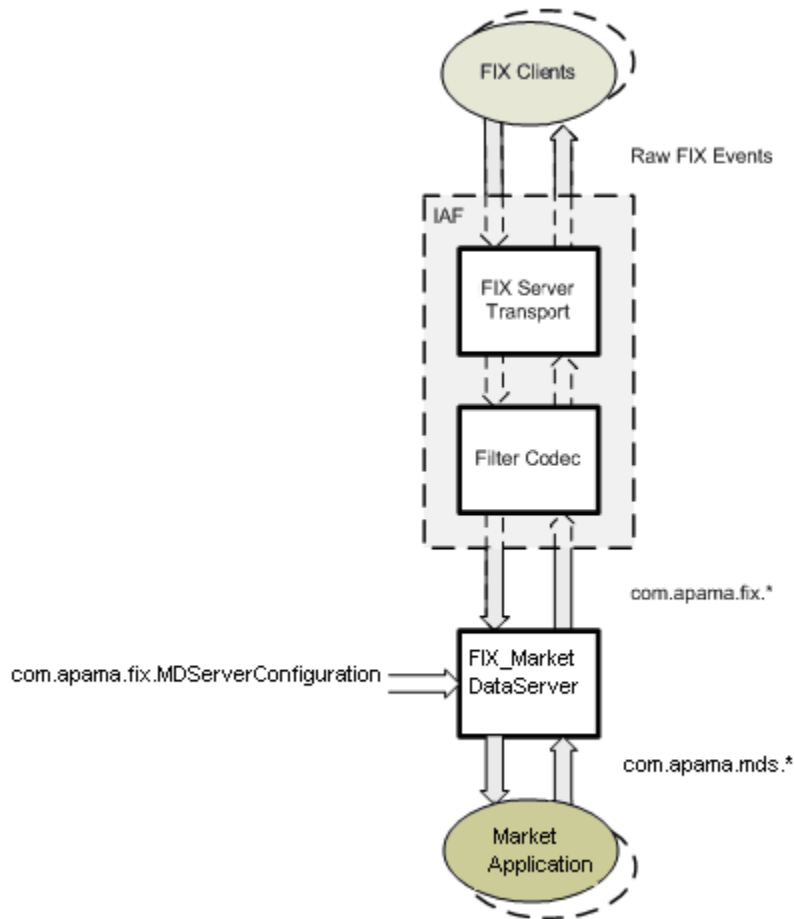 FIX Clients
Raw FIX Events
IAF
FIX Server
Transport
Filter Codec
com.apama.fix.*
com.apama.fix.MDServerConfiguration
FIX_Market
DataServer
com.apama.mds.*
Market
Application